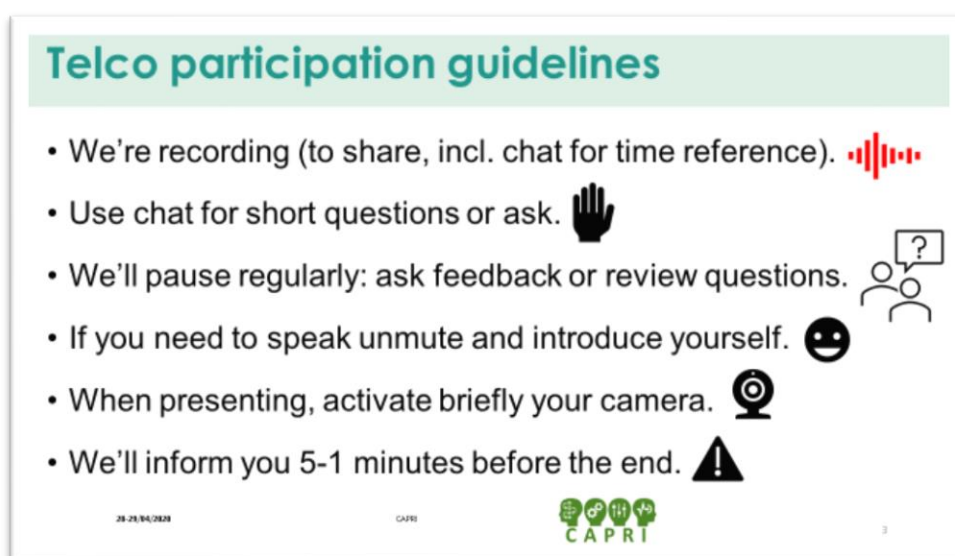 Telco participation guidelines
• We're recording (to share, incl. chat for time reference).
• Use chat for short questions or ask.
?
• We'll pause regularly: ask feedback or review questions.
• If you need to speak unmute and introduce yourself.
• When presenting, activate briefly your camera.
• We'll inform you 5-1 minutes before the end.
28-29/04/2020
CAPRI
CAPRI
3